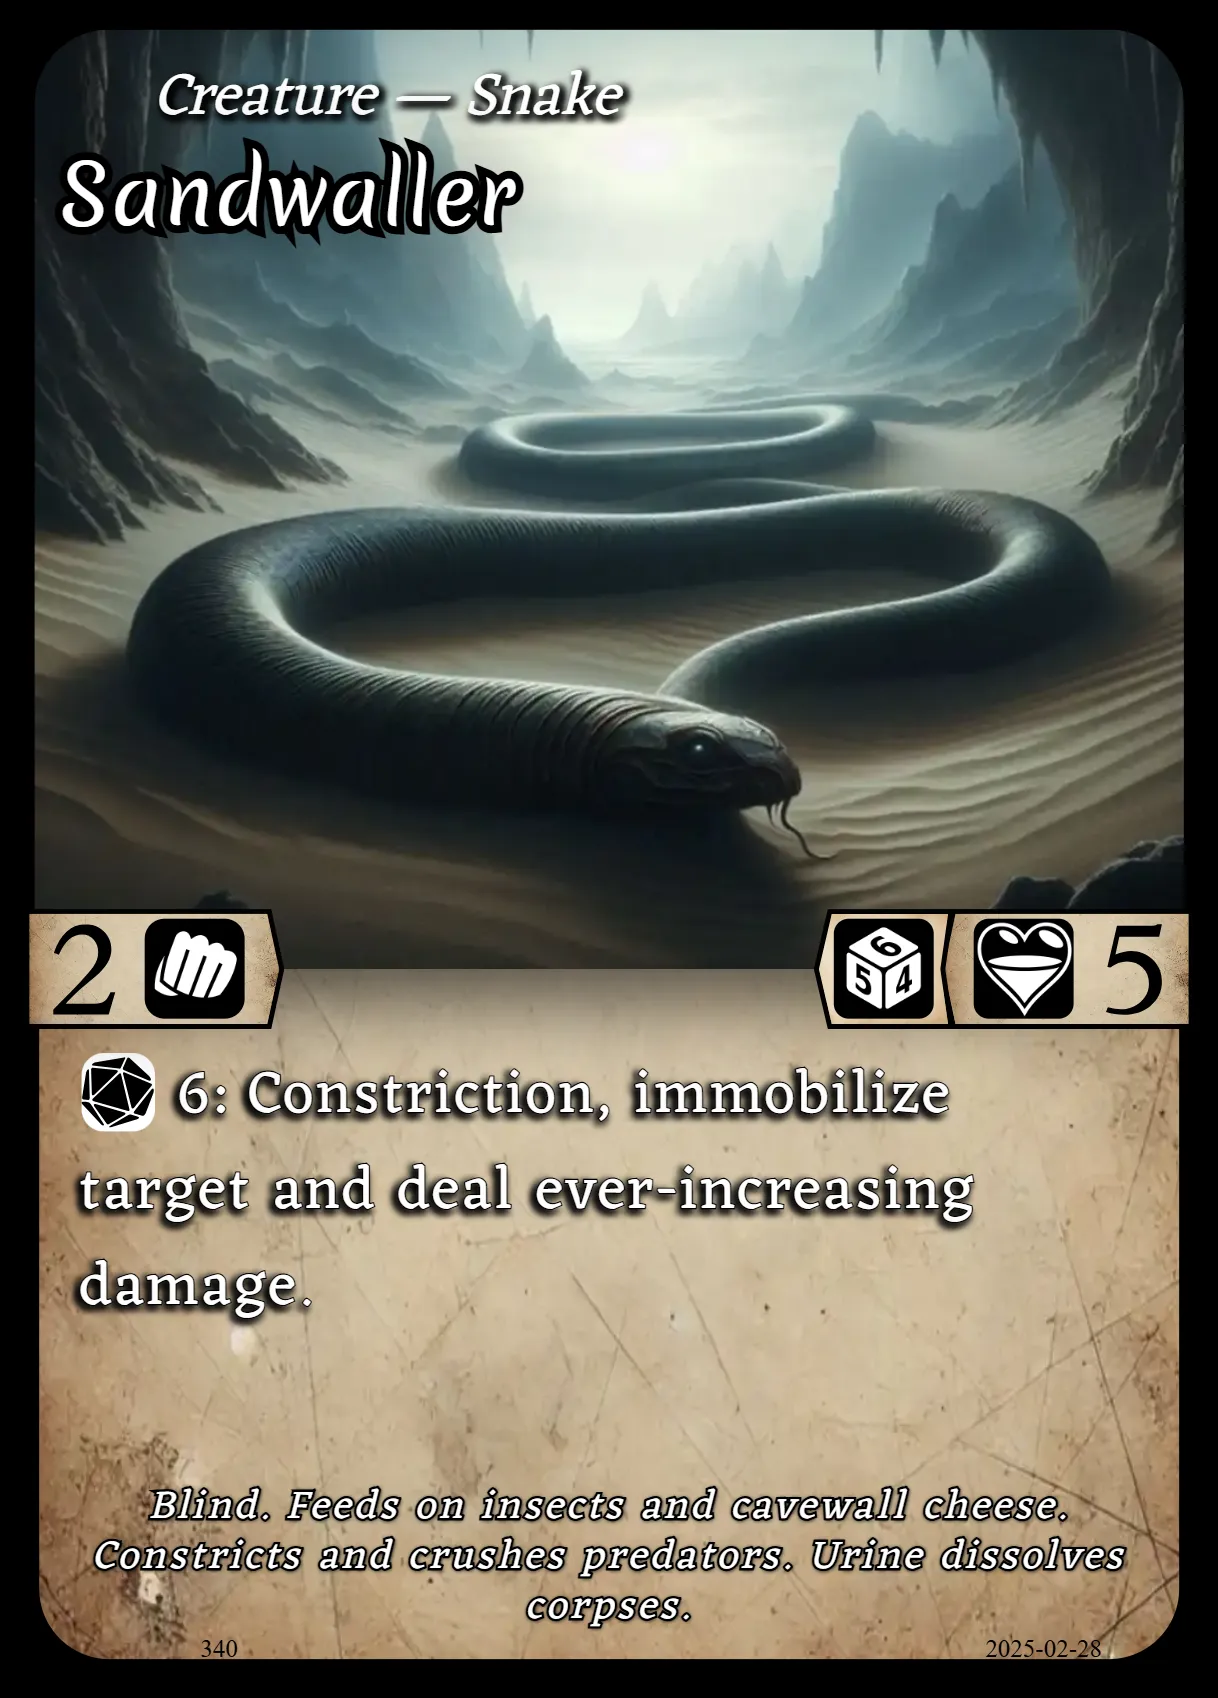 Creature — Snake
Sandwaller
2
6
5 4
5
6: Constriction, immobilize
target and deal ever-increasing
damage.
Blind. Feeds on insects and cavewall cheese.
Constricts and crushes predators. Urine dissolves
corpses.
340
2025-02-28